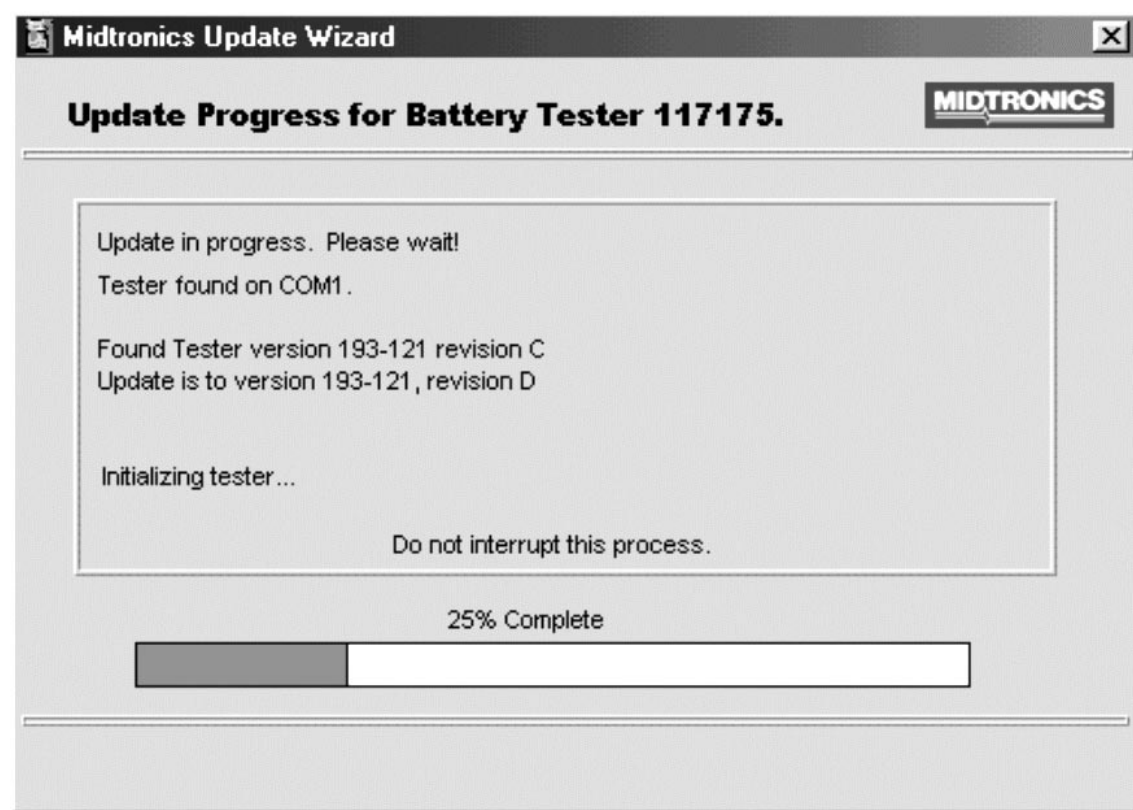 Midtronics Update Wizard
Update Progress for Battery Tester 117175.
MIDTRONICS
Update in progress. Please wait!
Tester found on COM1.
Found Tester version 193-121 revision C
Update is to version 193-121, revision D
Initializing tester...
Do not interrupt this process.
25% Complete